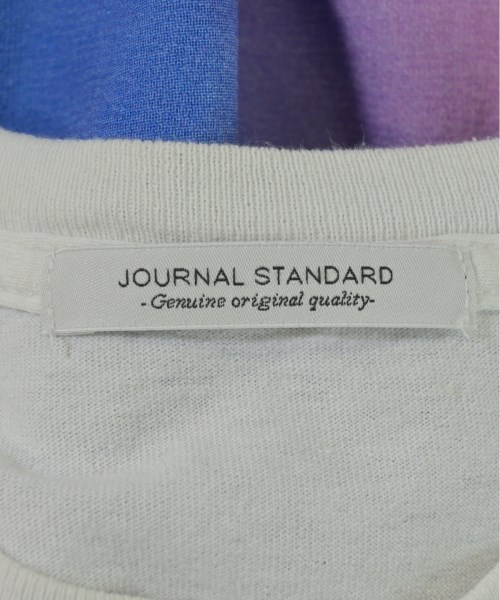 JOURNAL STANDARD
-Genuine original quality-